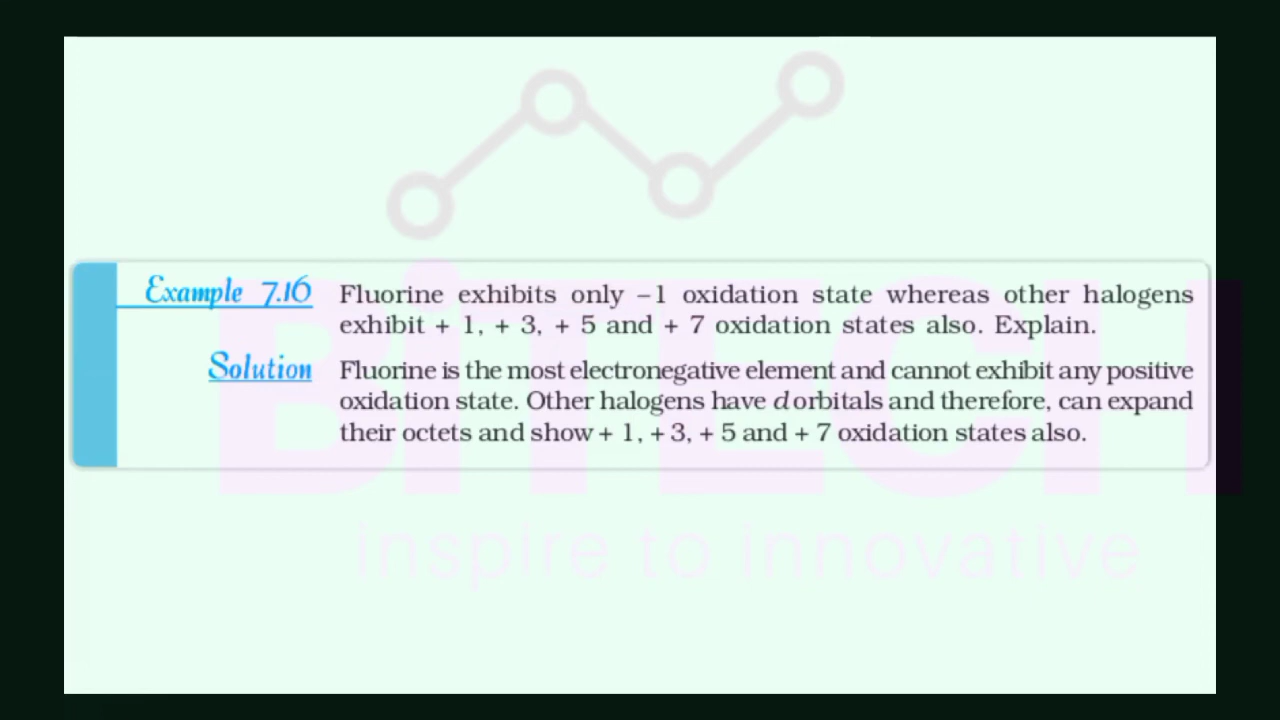 Example 7.16 Fluorine exhibits only –1 oxidation state whereas other halogens
exhibit + 1, + 3, + 5 and + 7 oxidation states also. Explain.
Solution Fluorine is the most electronegative element and cannot exhibit any positive
oxidation state. Other halogens have d orbitals and therefore, can expand
their octets and show + 1, + 3, + 5 and + 7 oxidation states also.
BiTECH
inspire to innovative